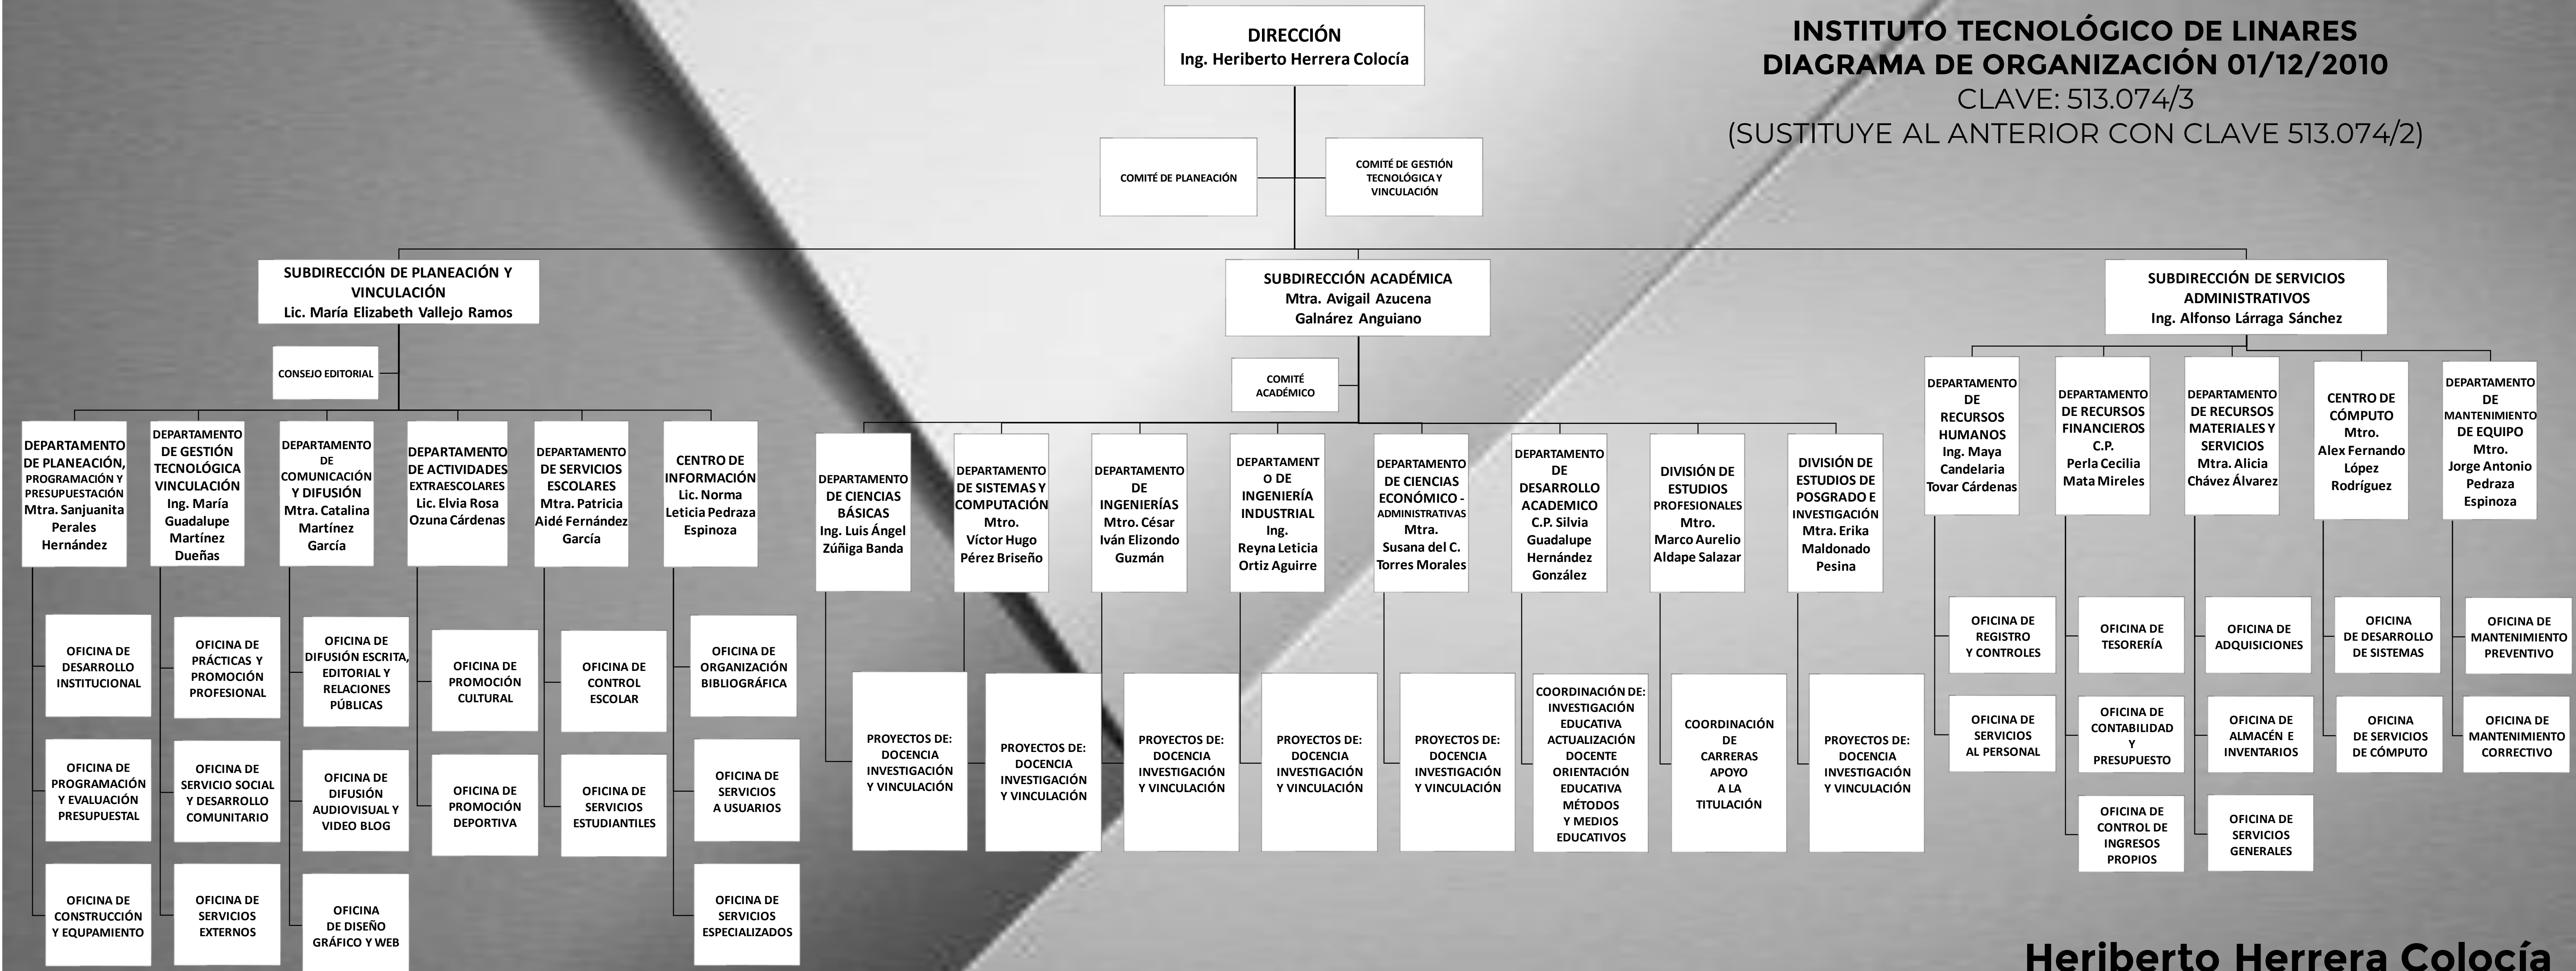 DIRECCIÓN
Ing. Heriberto Herrera Colocía
INSTITUTO TECNOLÓGICO DE LINARES
DIAGRAMA DE ORGANIZACIÓN 01/12/2010
CLAVE: 513.074/3
(SUSTITUYE AL ANTERIOR CON CLAVE 513.074/2)
COMITÉ DE PLANEACIÓN
COMITÉ DE GESTIÓN
TECNOLÓGICA Y
VINCULACIÓN
SUBDIRECCIÓN DE PLANEACIÓN Y
VINCULACIÓN
Lic. María Elizabeth Vallejo Ramos
SUBDIRECCIÓN ACADÉMICA
Mtra. Avigail Azucena
Galnárez Anguiano
SUBDIRECCIÓN DE SERVICIOS
ADMINISTRATIVOS
Ing. Alfonso Lárraga Sánchez
CONSEJO EDITORIAL
COMITÉ
ACADÉMICO
DEPARTAMENTO
DE PLANEACIÓN,
PROGRAMACIÓN Y
PRESUPUESTACIÓN
Mtra. Sanjuanita
Perales
Hernández
DEPARTAMENTO
DE GESTIÓN
TECNOLÓGICA
VINCULACIÓN
Ing. María
Guadalupe
Martínez
Dueñas
DEPARTAMENTO
DE
COMUNICACIÓN
Y DIFUSIÓN
Mtra. Catalina
Martínez
García
DEPARTAMENTO
DE ACTIVIDADES
EXTRAESCOLARES
Lic. Elvia Rosa
Ozuna Cárdenas
DEPARTAMENTO
DE SERVICIOS
ESCOLARES
Mtra. Patricia
Aidé Fernández
García
CENTRO DE
INFORMACIÓN
Lic. Norma
Leticia Pedraza
Espinoza
DEPARTAMENTO
DE CIENCIAS
BÁSICAS
Ing. Luis Ángel
Zúñiga Banda
DEPARTAMENTO
DE SISTEMAS Y
COMPUTACIÓN
Mtro.
Víctor Hugo
Pérez Briseño
DEPARTAMENTO
DE
INGENIERÍAS
Mtro. César
Iván Elizondo
Guzmán
DEPARTAMENT
O DE
INGENIERÍA
INDUSTRIAL
Ing.
Reyna Leticia
Ortiz Aguirre
DEPARTAMENTO
DE CIENCIAS
ECONÓMICO -
ADMINISTRATIVAS
Mtra.
Susana del C.
Torres Morales
DEPARTAMENTO
DE
DESARROLLO
ACADEMICO
C.P. Silvia
Guadalupe
Hernández
González
DIVISIÓN DE
ESTUDIOS
PROFESIONALES
Mtro.
Marco Aurelio
Aldape Salazar
DIVISIÓN DE
ESTUDIOS DE
POSGRADO E
INVESTIGACIÓN
Mtra. Erika
Maldonado
Pesina
DEPARTAMENTO
DE
RECURSOS
HUMANOS
Ing. Maya
Candelaria
Tovar Cárdenas
DEPARTAMENTO
DE RECURSOS
FINANCIEROS
C.P.
Perla Cecilia
Mata Mireles
DEPARTAMENTO
DE RECURSOS
MATERIALES Y
SERVICIOS
Mtra. Alicia
Chávez Álvarez
CENTRO DE
CÓMPUTO
Mtro.
Alex Fernando
López
Rodríguez
DEPARTAMENTO
DE
MANTENIMIENTO
DE EQUIPO
Mtro.
Jorge Antonio
Pedraza
Espinoza
OFICINA DE
DESARROLLO
INSTITUCIONAL
OFICINA DE
PROGRAMACIÓN
Y EVALUACIÓN
PRESUPUESTAL
OFICINA DE
CONSTRUCCIÓN
Y EQUPAMIENTO
OFICINA DE
PRÁCTICAS Y
PROMOCIÓN
PROFESIONAL
OFICINA DE
SERVICIO SOCIAL
Y DESARROLLO
COMUNITARIO
OFICINA DE
SERVICIOS
EXTERNOS
OFICINA DE
DIFUSIÓN ESCRITA,
EDITORIAL Y
RELACIONES
PÚBLICAS
OFICINA DE
DIFUSIÓN
AUDIOVISUAL Y
VIDEO BLOG
OFICINA
DE DISEÑO
GRÁFICO Y WEB
OFICINA DE
PROMOCIÓN
CULTURAL
OFICINA DE
PROMOCIÓN
DEPORTIVA
OFICINA DE
CONTROL
ESCOLAR
OFICINA DE
SERVICIOS
ESTUDIANTILES
OFICINA DE
ORGANIZACIÓN
BIBLIOGRÁFICA
OFICINA DE
SERVICIOS
A USUARIOS
OFICINA DE
SERVICIOS
ESPECIALIZADOS
PROYECTOS DE:
DOCENCIA
INVESTIGACIÓN
Y VINCULACIÓN
PROYECTOS DE:
DOCENCIA
INVESTIGACIÓN
Y VINCULACIÓN
PROYECTOS DE:
DOCENCIA
INVESTIGACIÓN
Y VINCULACIÓN
PROYECTOS DE:
DOCENCIA
INVESTIGACIÓN
Y VINCULACIÓN
PROYECTOS DE:
DOCENCIA
INVESTIGACIÓN
Y VINCULACIÓN
COORDINACIÓN DE:
INVESTIGACIÓN
EDUCATIVA
ACTUALIZACIÓN
DOCENTE
ORIENTACIÓN
EDUCATIVA
MÉTODOS
Y MEDIOS
EDUCATIVOS
COORDINACIÓN
DE
CARRERAS
APOYO
A LA
TITULACIÓN
PROYECTOS DE:
DOCENCIA
INVESTIGACIÓN
Y VINCULACIÓN
OFICINA DE
REGISTRO
Y CONTROLES
OFICINA DE
SERVICIOS
AL PERSONAL
OFICINA DE
TESORERÍA
OFICINA DE
CONTABILIDAD
Y
PRESUPUESTO
OFICINA DE
CONTROL DE
INGRESOS
PROPIOS
OFICINA DE
ADQUISICIONES
OFICINA DE
ALMACÉN E
INVENTARIOS
OFICINA DE
SERVICIOS
GENERALES
OFICINA
DE DESARROLLO
DE SISTEMAS
OFICINA
DE SERVICIOS
DE CÓMPUTO
OFICINA DE
MANTENIMIENTO
PREVENTIVO
OFICINA DE
MANTENIMIENTO
CORRECTIVO
Heriberto Herrera Colocía